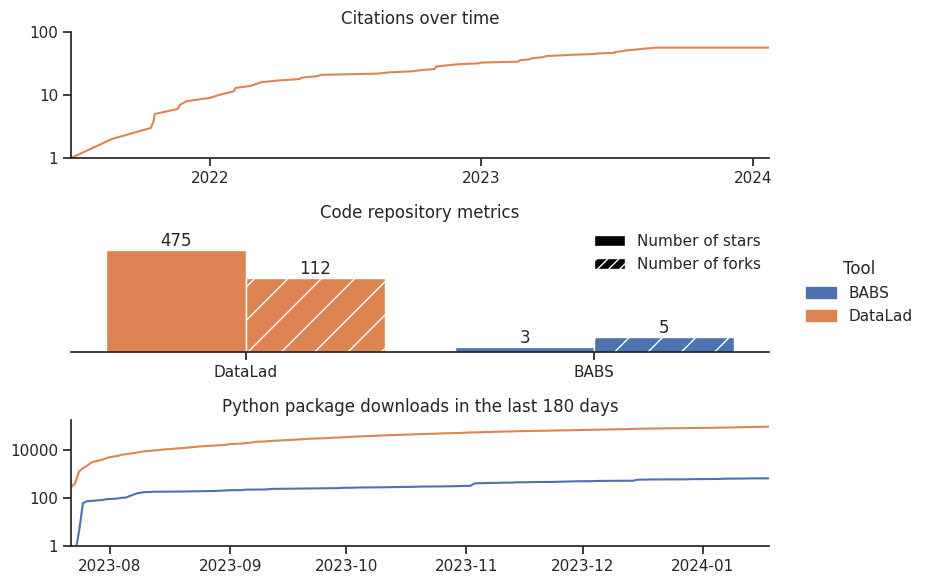 Citations over time
100
10
1
2022 2023 2024
Code repository metrics
475
112
3
5
Number of stars
Number of forks
DataLad BABS
Tool
BABS
DataLad
Python package downloads in the last 180 days
10000
100
1
2023-08 2023-09 2023-10 2023-11 2023-12 2024-01